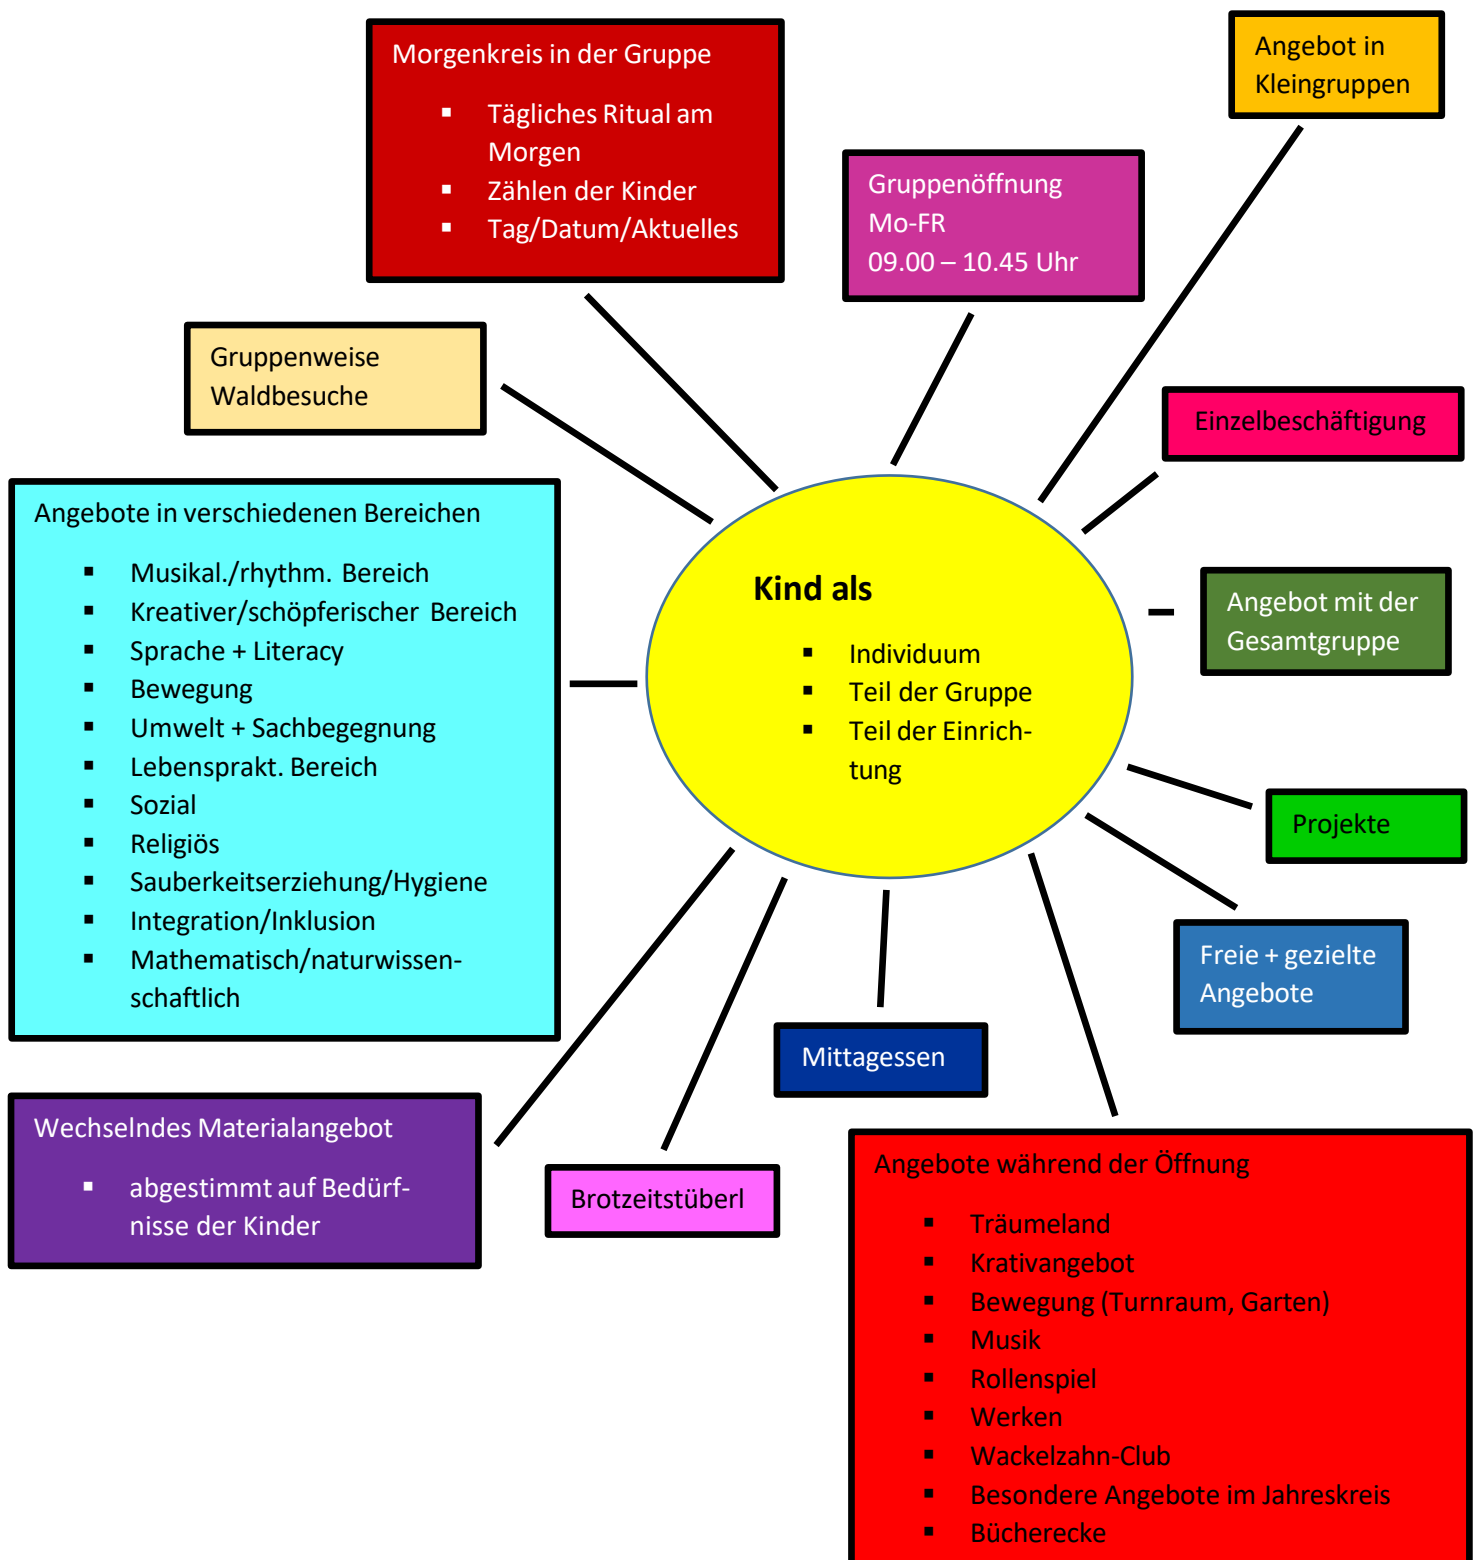 Morgenkreis in der Gruppe
Tägliches Ritual am
Morgen
Zählen der Kinder
Tag/Datum/Aktuelles
Angebot in
Kleingruppen
Gruppenöffnung
Mo-FR
09.00 – 10.45 Uhr
Gruppenweise
Waldbesuche
Einzelbeschäftigung
Angebote in verschiedenen Bereichen
Musikal./rhythm. Bereich
Kreativer/schöpferischer Bereich
Sprache + Literacy
Bewegung
Umwelt + Sachbegegnung
Lebensprakt. Bereich
Sozial
Religiös
Sauberkeitserziehung/Hygiene
Integration/Inklusion
Mathematisch/naturwissen-
schaftlich
Kind als
Individuum
Teil der Gruppe
Teil der Einrich-
tung
Angebot mit der
Gesamtgruppe
Projekte
Freie + gezielte
Angebote
Mittagessen
Wechselndes Materialangebot
abgestimmt auf Bedürf-
nisse der Kinder
Brotzeitstüberl
Angebote während der Öffnung
Träumeland
Krativangebot
Bewegung (Turnraum, Garten)
Musik
Rollenspiel
Werken
Wackelzahn-Club
Besondere Angebote im Jahreskreis
Bücherecke